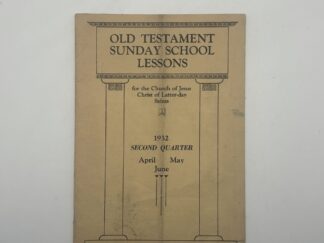 OLD TESTAMENT
SUNDAY SCHOOL
LESSONS
for the Church of Jesus
Christ of Latter-day
Saints
1932
SECOND QUARTER
April May
June